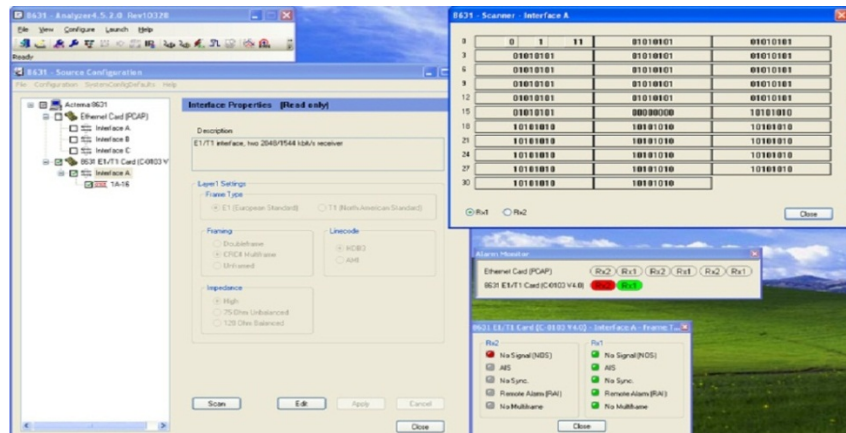 8631 - Analyzer4.5.2.0 Rev10320
File View Configure Launch Help
Ready
8631 - Source Configuration
File Configuration SystemConfigDefaults Help
Acterna 8631
Ethernet Card (PCAP)
Interface A
Interface B
Interface C
8631 E1/T1 Card (C-0103 V
Interface A
1A-16
Interface Properties (Read only)
Description
E1/T1 interface, two 2048/1544 kbit/s receiver
Layer1 Settings
Frame Type
E1 (European Standard) T1 (North American Standard)
Framing
Doubleframe
CRC4 Multiframe
Unframed
Linecode
HDB3
AMI
Impedance
High
75 Ohm Unbalanced
120 Ohm Balanced
Scan Edit Apply Cancel
Close
8631 - Scanner - Interface A
0 0 1 11 01010101 01010101
3 01010101 01010101 01010101
6 01010101 01010101 01010101
9 01010101 01010101 01010101
12 01010101 01010101 01010101
15 01010101 00000000 10101010
18 10101010 10101010 10101010
21 10101010 10101010 10101010
24 10101010 10101010 10101010
27 10101010 10101010 10101010
30 10101010 10101010
Rx1 Rx2 Close
Alarm Monitor
Ethernet Card (PCAP) Rx2 Rx1 Rx2 Rx1 Rx2 Rx1
8631 E1/T1 Card (C-0103 V4.0) Rx2 Rx1
8631 E1/T1 Card (C-0103 V4.0) - Interface A - Frame T...
Rx2 Rx1
No Signal (NOS) No Signal (NOS)
AIS AIS
No Sync. No Sync.
Remote Alarm (RAI) Remote Alarm (RAI)
No Multiframe No Multiframe
Close